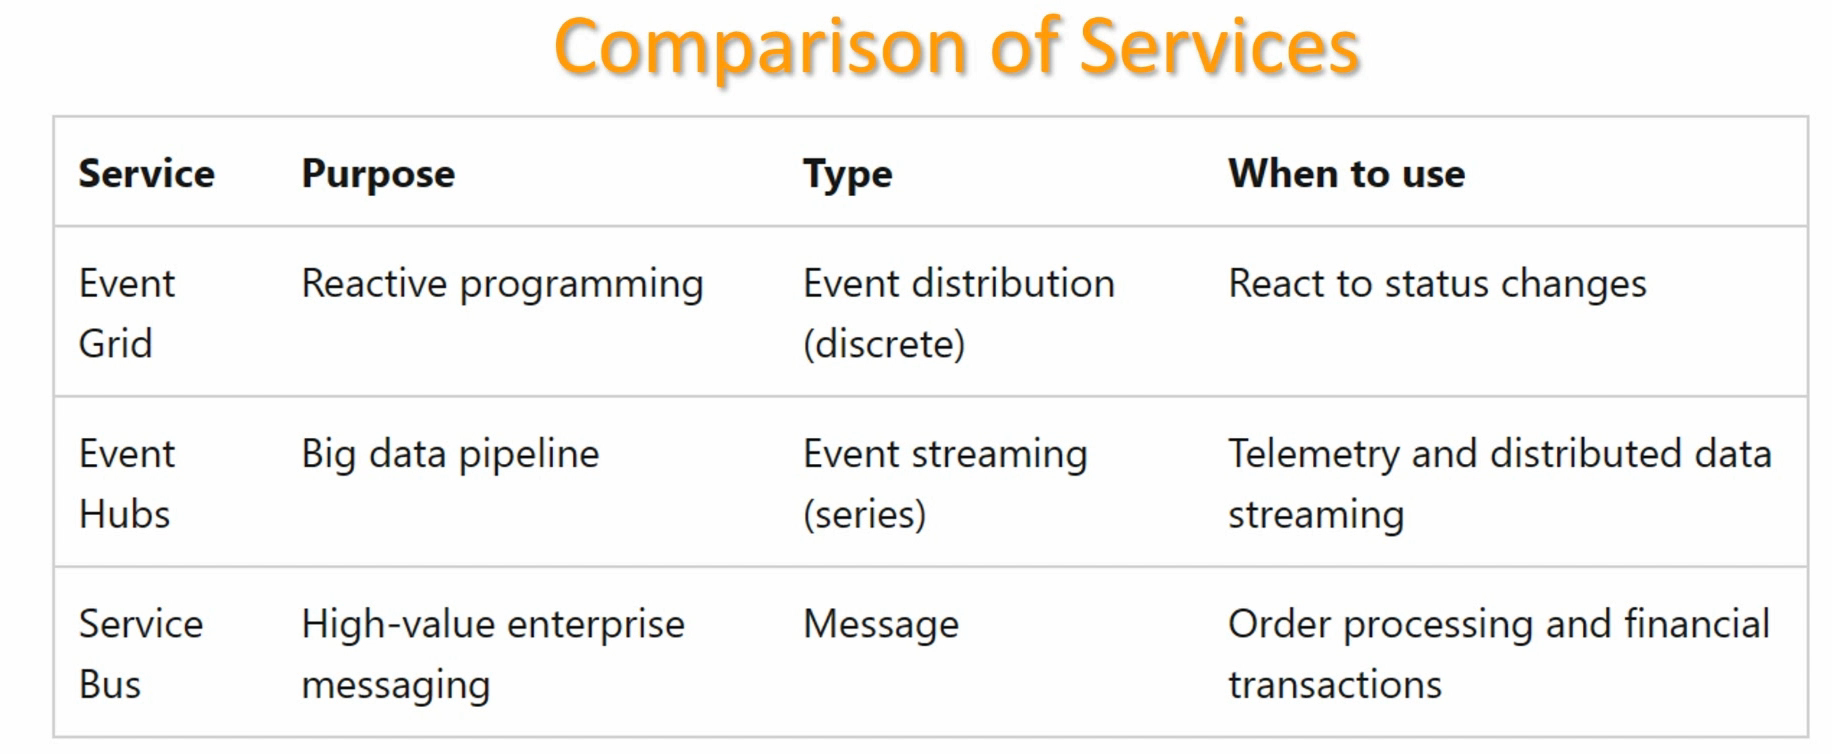 Comparison of Services
Service Purpose Type When to use
Event Reactive programming Event distribution React to status changes
Grid (discrete)
Event Big data pipeline Event streaming Telemetry and distributed data
Hubs (series) streaming
Service High-value enterprise Message Order processing and financial
Bus messaging transactions